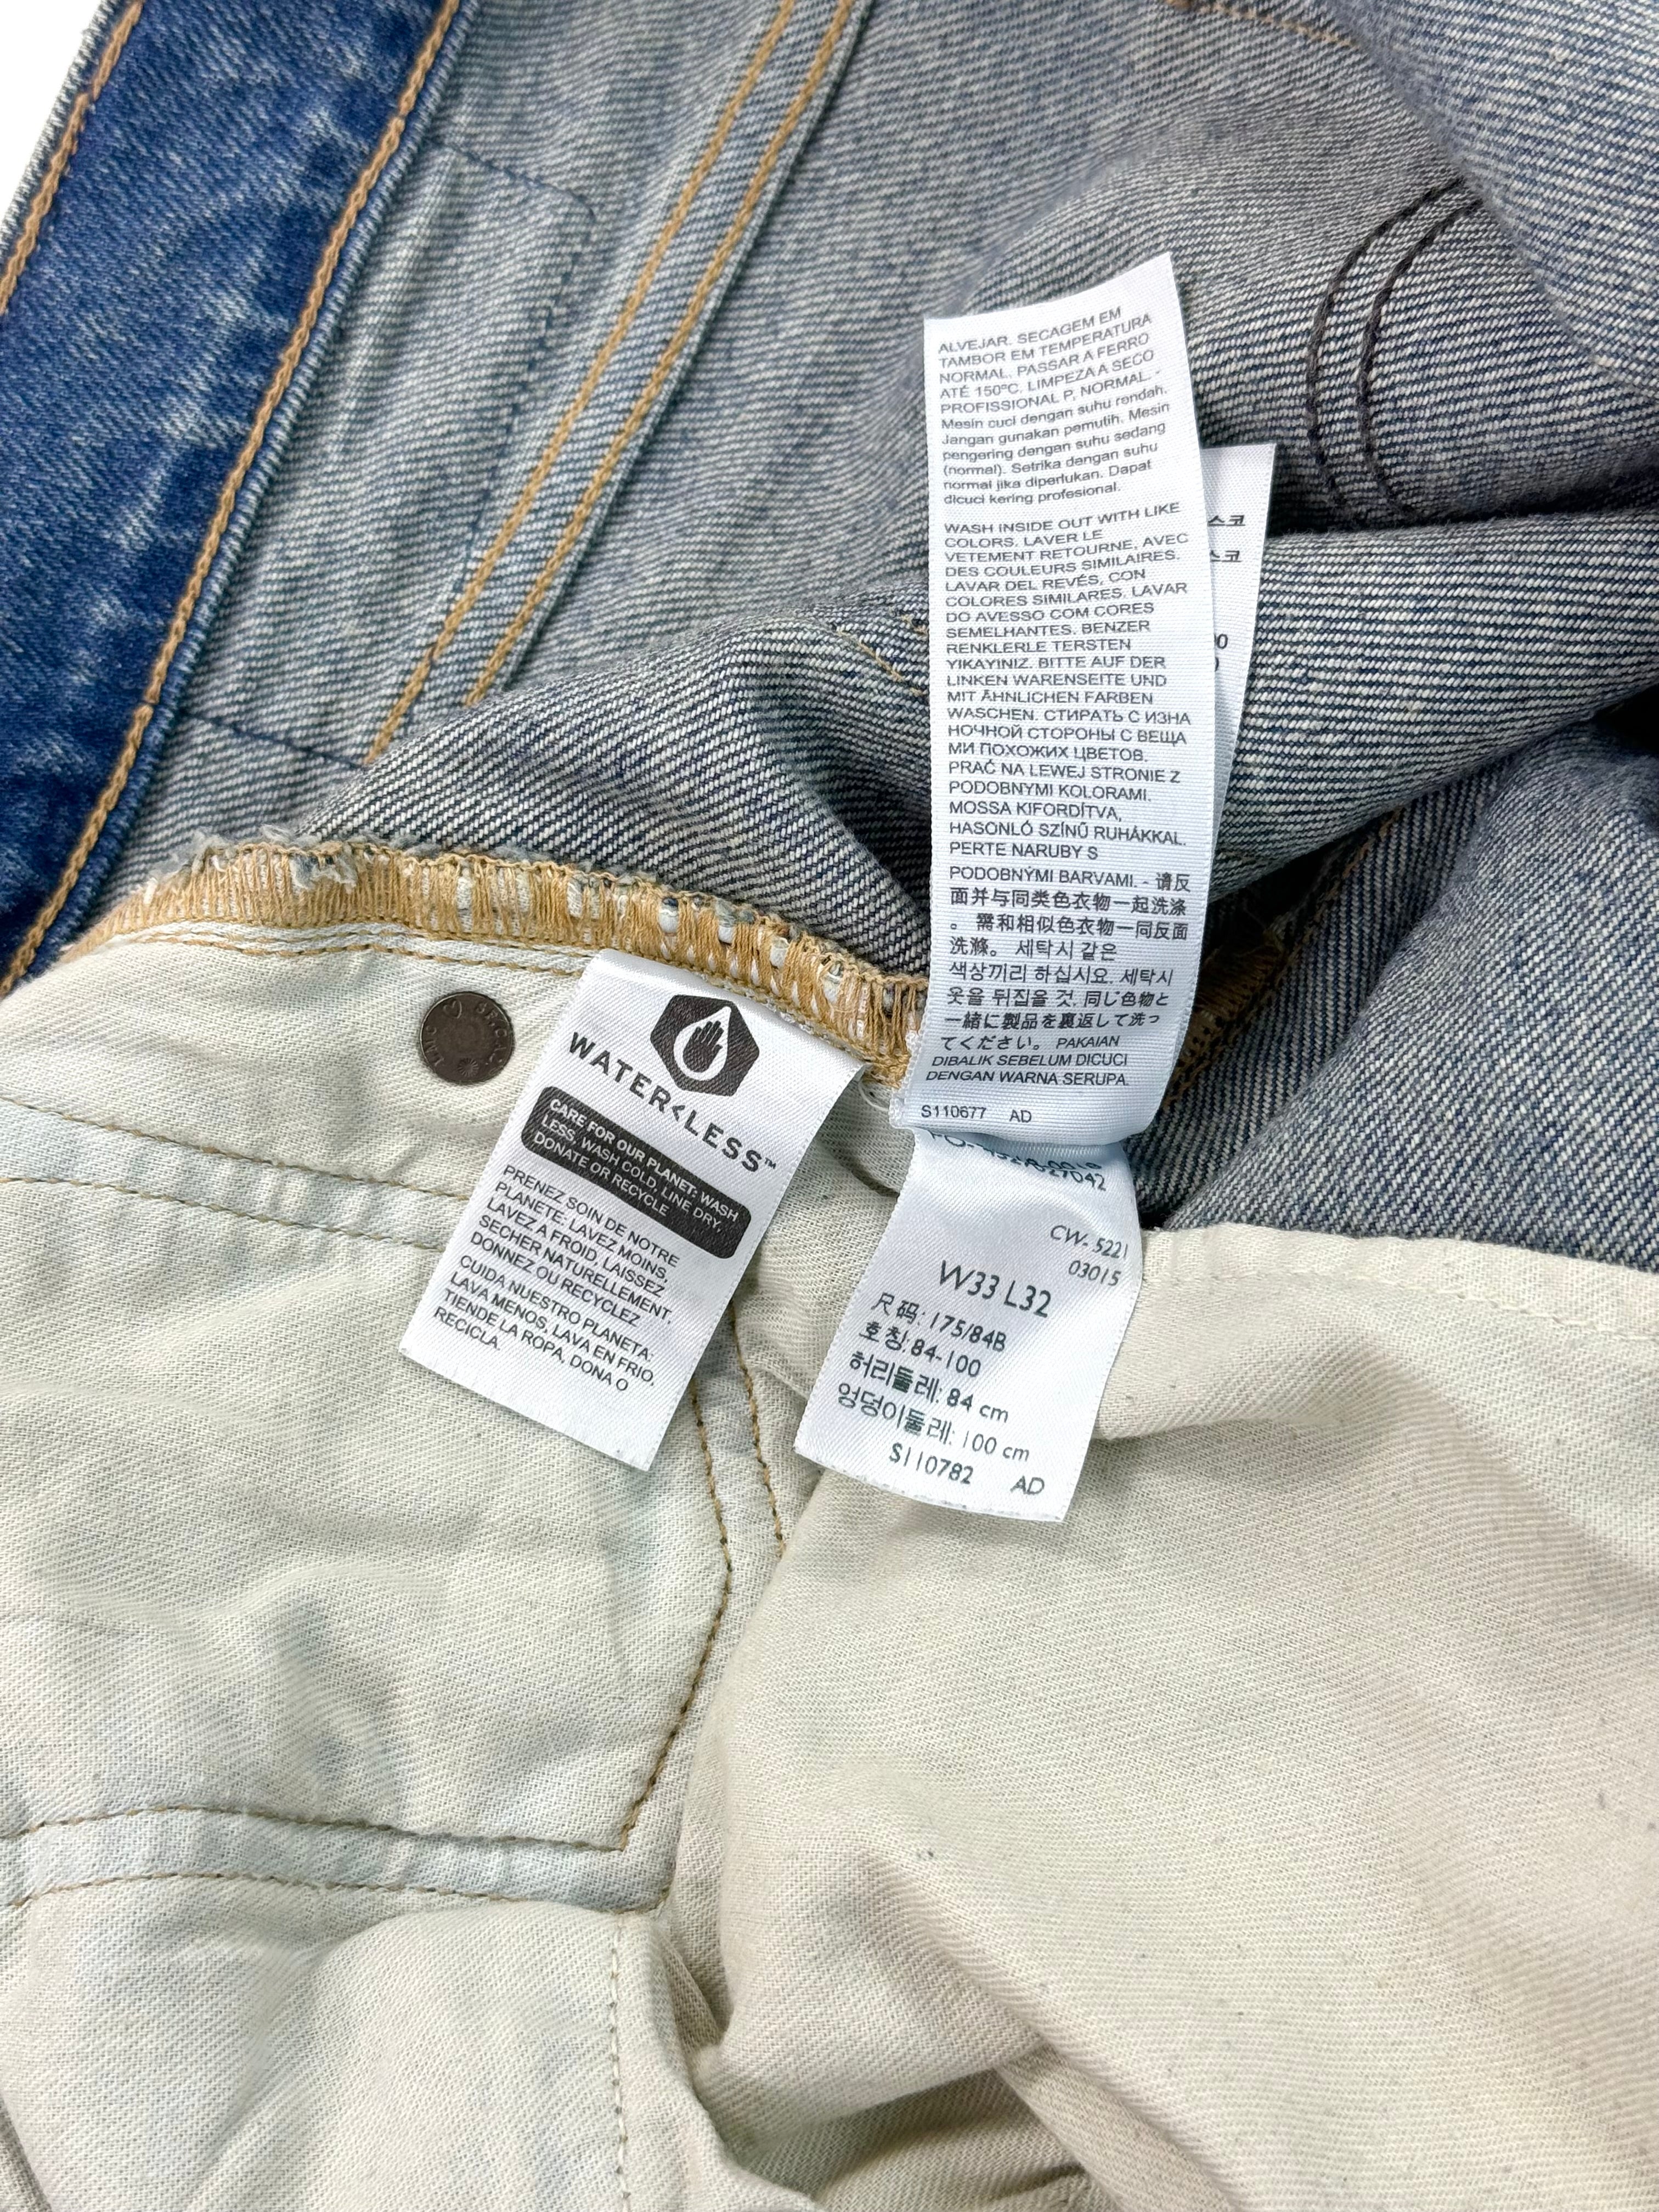 ALVEJAR. SECAGEM EM
TAMBOR EM TEMPERATURA
NORMAL. PASSAR A FERRO
ATÉ 150°C. LIMPEZA A SECO
PROFISSIONAL P, NORMAL. -
Mesin cuci dengan suhu rendah.
Jangan gunakan pemutih. Mesin
pengering dengan suhu sedang
(normal). Setrika dengan suhu
normal jika diperlukan. Dapat
dicuci kering profesional.
WASH INSIDE OUT WITH LIKE
COLORS. LAVER LE
VETEMENT RETOURNE, AVEC
DES COULEURS SIMILAIRES.
LAVAR DEL REVÉS, CON
COLORES SIMILARES. LAVAR
DO AVESSO COM CORES
SEMELHANTES. BENZER
RENKLERLE TERSTEN
YIKAYINIZ. BITTE AUF DER
LINKEN WARENSEITE UND
MIT ÄHNLICHEN FARBEN
WASCHEN. СТИРАТЬ С ИЗНА
НОЧНОЙ СТОРОНЫ С ВЕЩА
МИ ПОХОЖИХ ЦВЕТОВ.
PRAĆ NA LEWEJ STRONIE Z
PODOBNYMI KOLORAMI.
MOSSA KIFORDÍTVA,
HASONLÓ SZÍNŰ RUHÁKKAL.
PERTE NARUBY S
PODOBNÝMI BARVAMI. - 请反
面并与同类色衣物一起洗涤
。 需和相似色衣物一同反面
洗滌。 세탁시 같은
색상끼리 하십시요. 세탁시
옷을 뒤집을 것. 同じ色物と
一緒に製品を裏返して洗っ
てください。 PAKAIAN
DIBALIK SEBELUM DICUCI
DENGAN WARNA SERUPA.
S110677 AD
스코
스코
WATER<LESS™
CARE FOR OUR PLANET: WASH
LESS, WASH COLD, LINE DRY,
DONATE OR RECYCLE
PRENEZ SOIN DE NOTRE
PLANÈTE: LAVEZ MOINS,
LAVEZ A FROID, LAISSEZ
SECHER NATURELLEMENT,
DONNEZ OU RECYCLEZ
CUIDA NUESTRO PLANETA:
LAVA MENOS, LAVA EN FRIO,
TIENDE LA ROPA, DONA O
RECICLA.
CW- 5221
03015
W33 L32
尺码: 175/84B
호칭:84-100
허리둘레: 84 cm
엉덩이둘레: 100 cm
S110782 AD